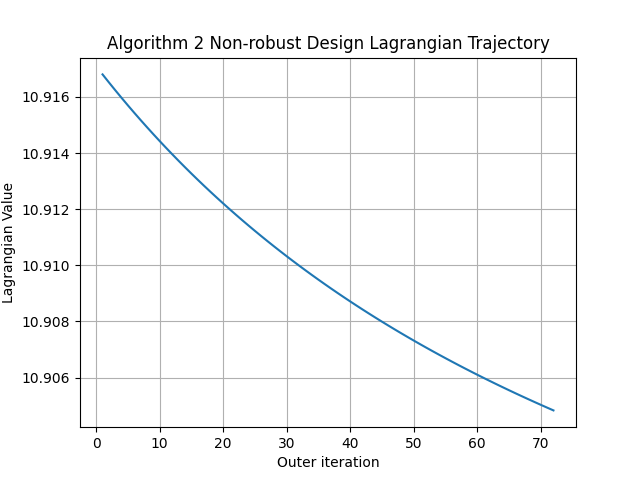 Algorithm 2 Non-robust Design Lagrangian Trajectory
Lagrangian Value
10.916
10.914
10.912
10.910
10.908
10.906
0 10 20 30 40 50 60 70
Outer iteration